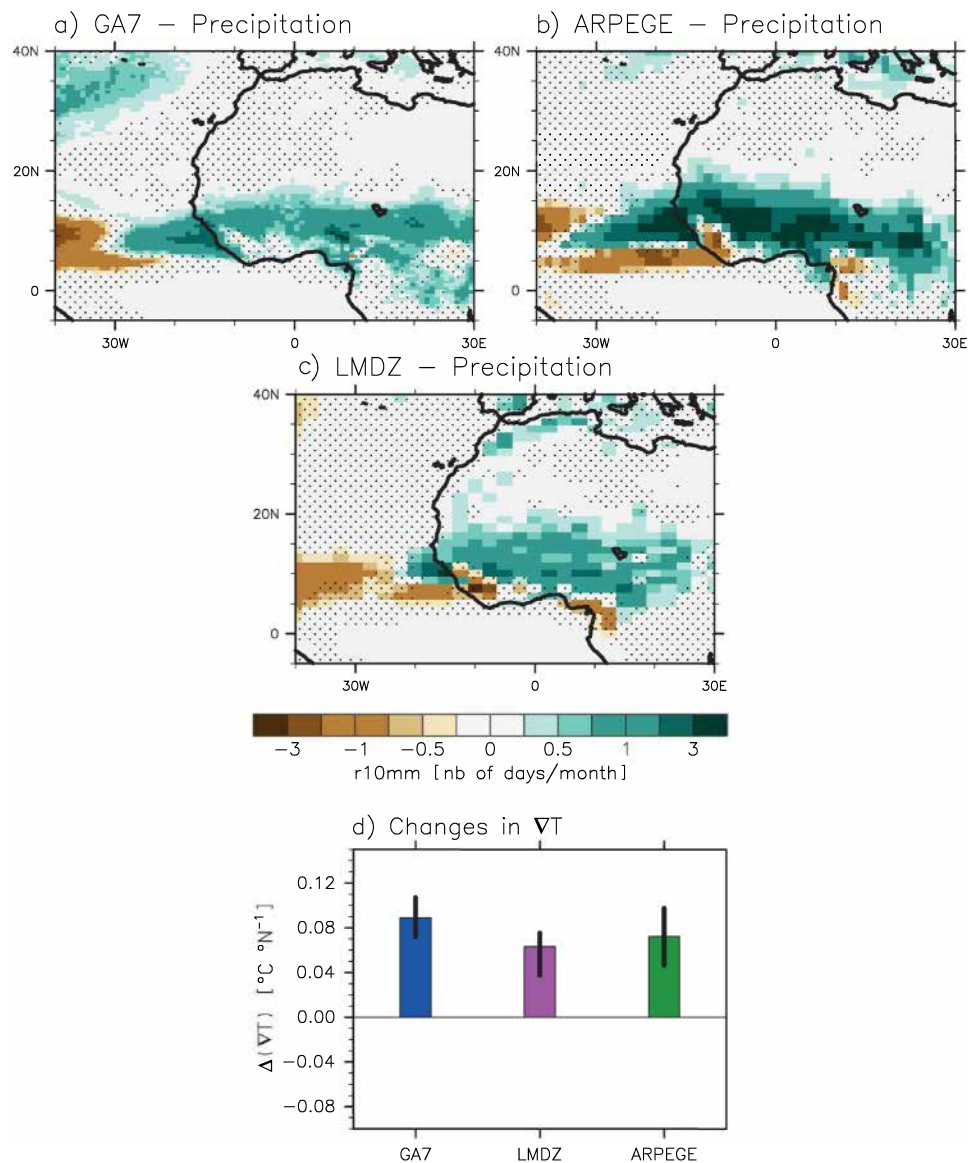 a) GA7 – Precipitation
b) ARPEGE – Precipitation
40N
20N
0
30W
0
30E
40N
20N
0
30W
0
30E
c) LMDZ – Precipitation
40N
20N
0
30W
0
30E
−3
−1
−0.5
0
0.5
1
3
r10mm [nb of days/month]
d) Changes in ∇T
Δ(∇T) [°C °N⁻¹]
0.12
0.08
0.04
0.00
−0.04
−0.08
GA7
LMDZ
ARPEGE